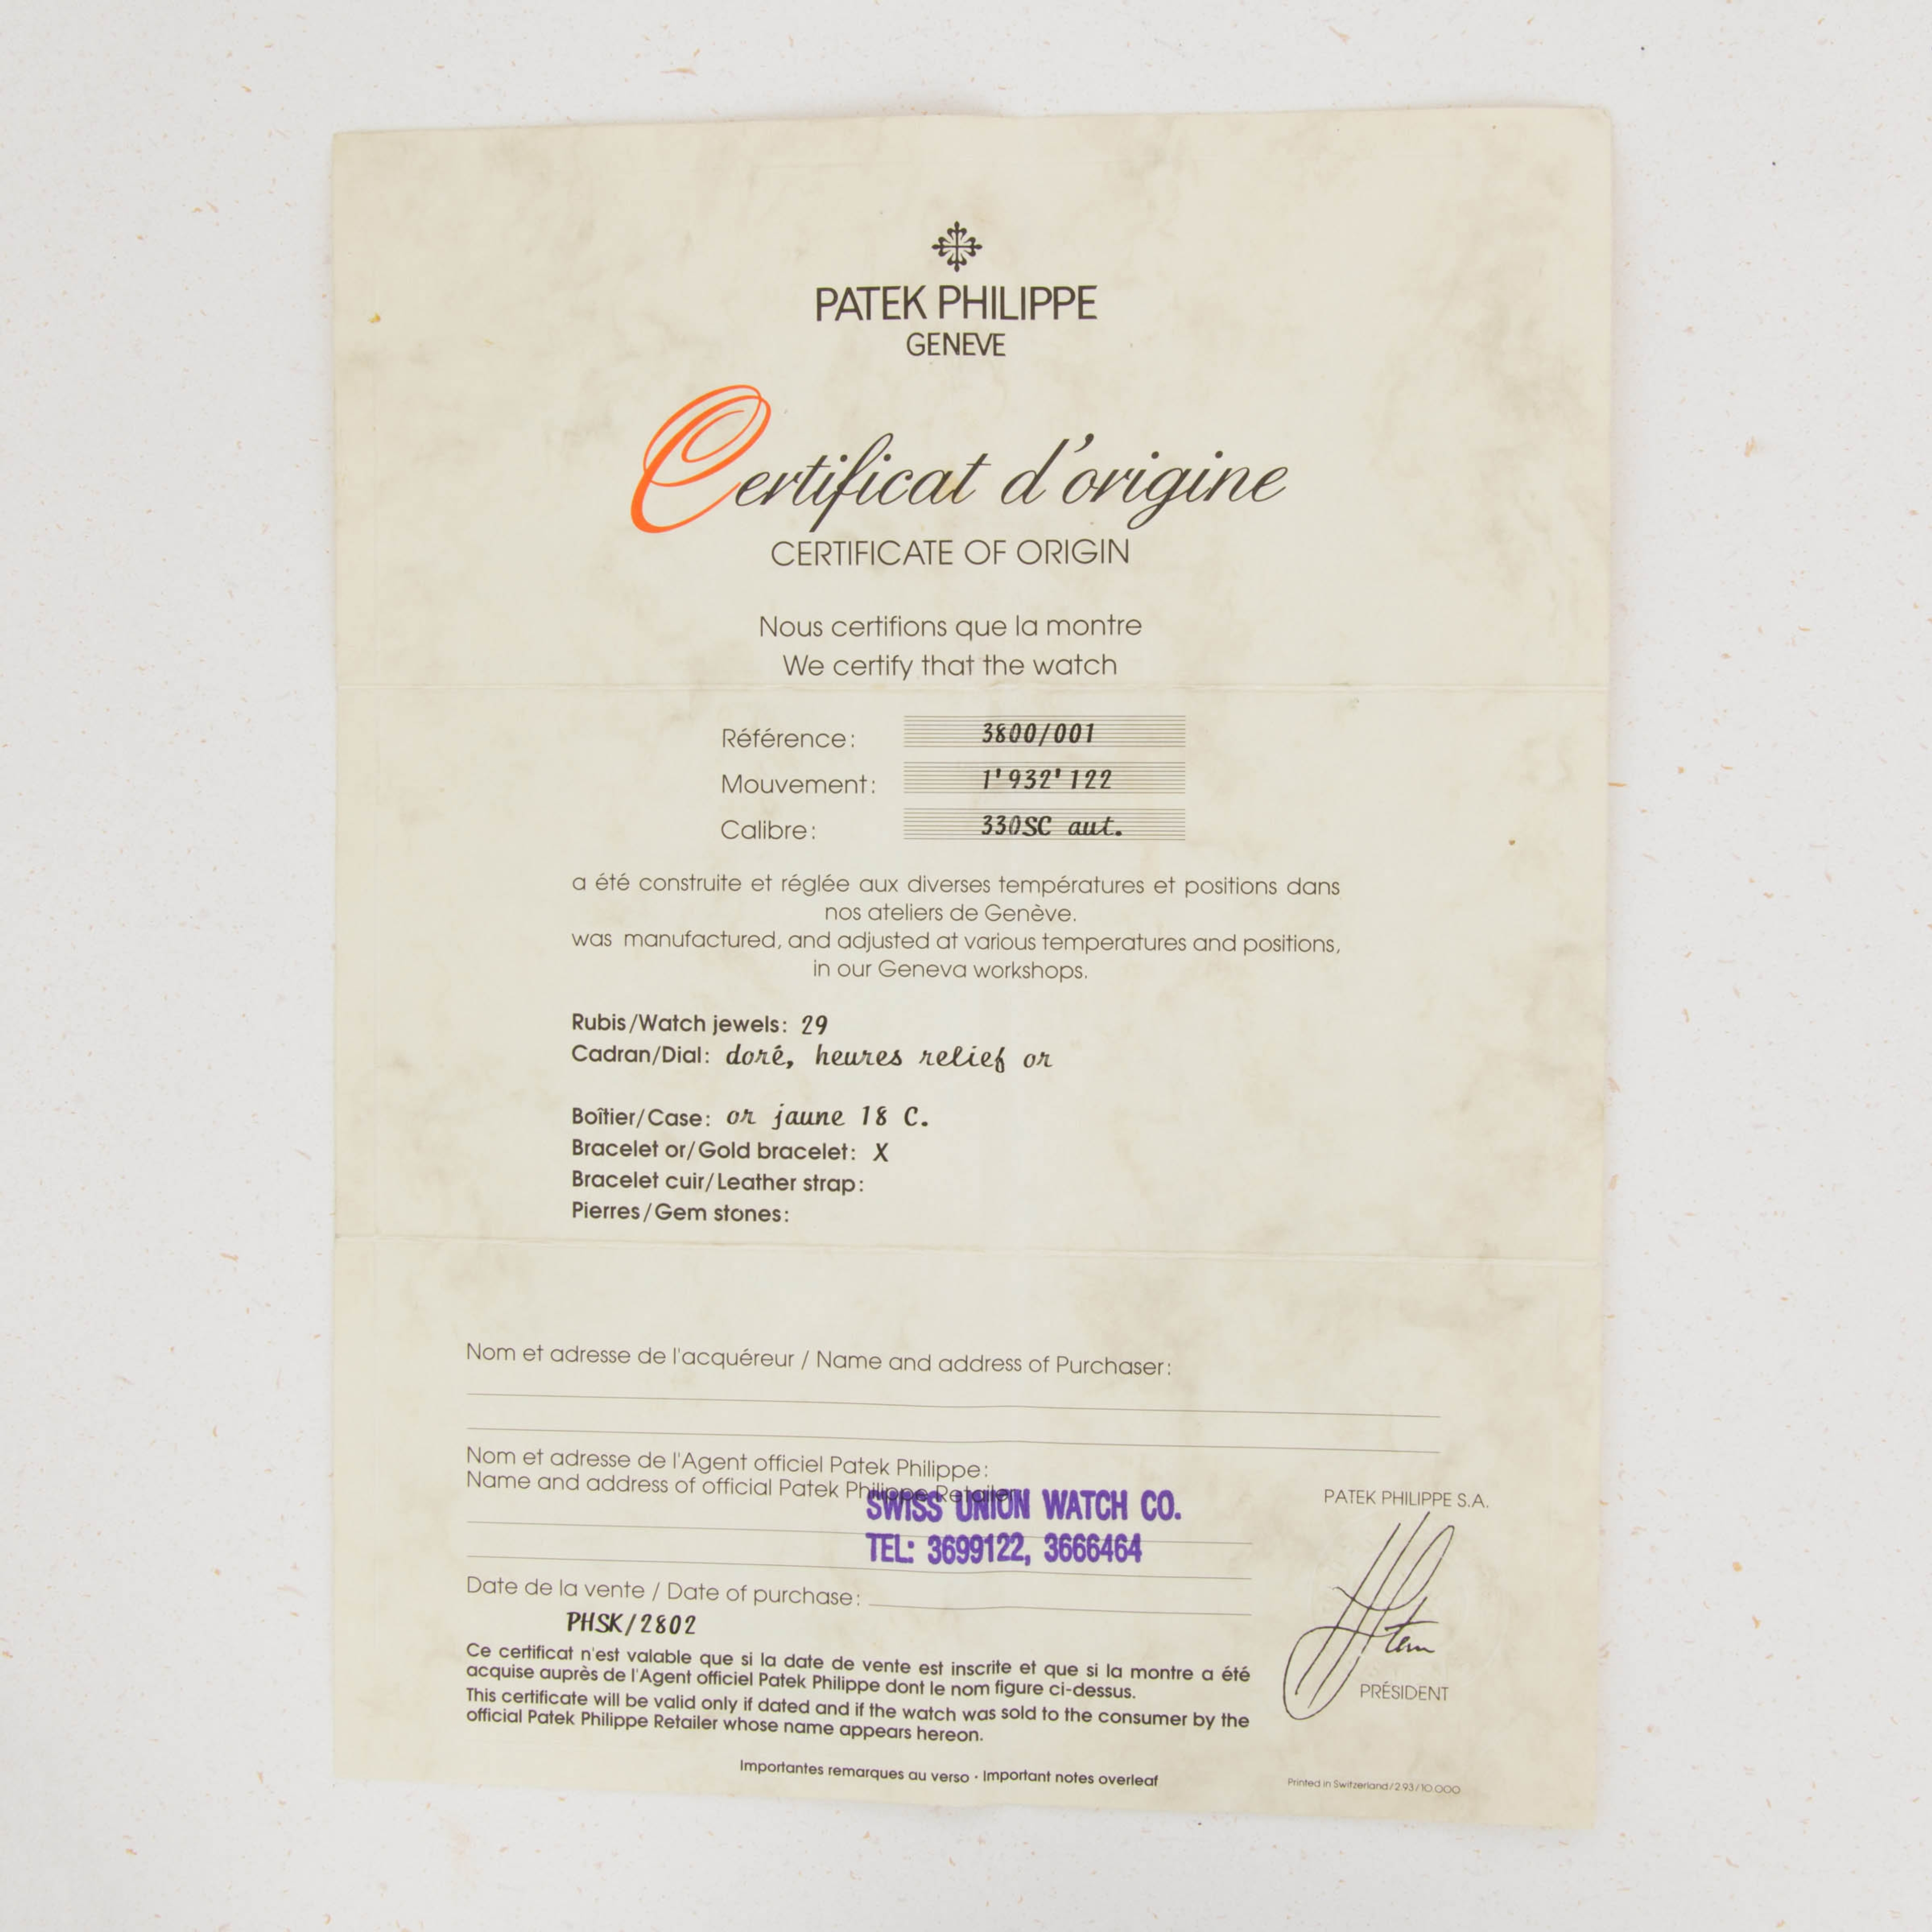 PATEK PHILIPPE
GENEVE
Certificat d'origine
CERTIFICATE OF ORIGIN
Nous certifions que la montre
We certify that the watch
Référence: 3800/001
Mouvement: 1'932'122
Calibre: 330SC aut.
a été construite et réglée aux diverses températures et positions dans
nos ateliers de Genève.
was manufactured, and adjusted at various temperatures and positions,
in our Geneva workshops.
Rubis/Watch jewels: 29
Cadran/Dial: doré, heures relief or
Boîtier/Case: or jaune 18 C.
Bracelet or/Gold bracelet: X
Bracelet cuir/Leather strap:
Pierres/Gem stones:
Nom et adresse de l'acquéreur / Name and address of Purchaser:
Nom et adresse de l'Agent officiel Patek Philippe:
Name and address of official Patek Philippe Retailer:
SWISS UNION WATCH CO.
TEL: 3699122, 3666464
PATEK PHILIPPE S.A.
Date de la vente / Date of purchase:
PHSK/2802
Ce certificat n'est valable que si la date de vente est inscrite et que si la montre a été
acquise auprès de l'Agent officiel Patek Philippe dont le nom figure ci-dessus.
This certificate will be valid only if dated and if the watch was sold to the consumer by the
official Patek Philippe Retailer whose name appears hereon.
PRÉSIDENT
Importantes remarques au verso · Important notes overleaf
Printed in Switzerland/2.93/10.000